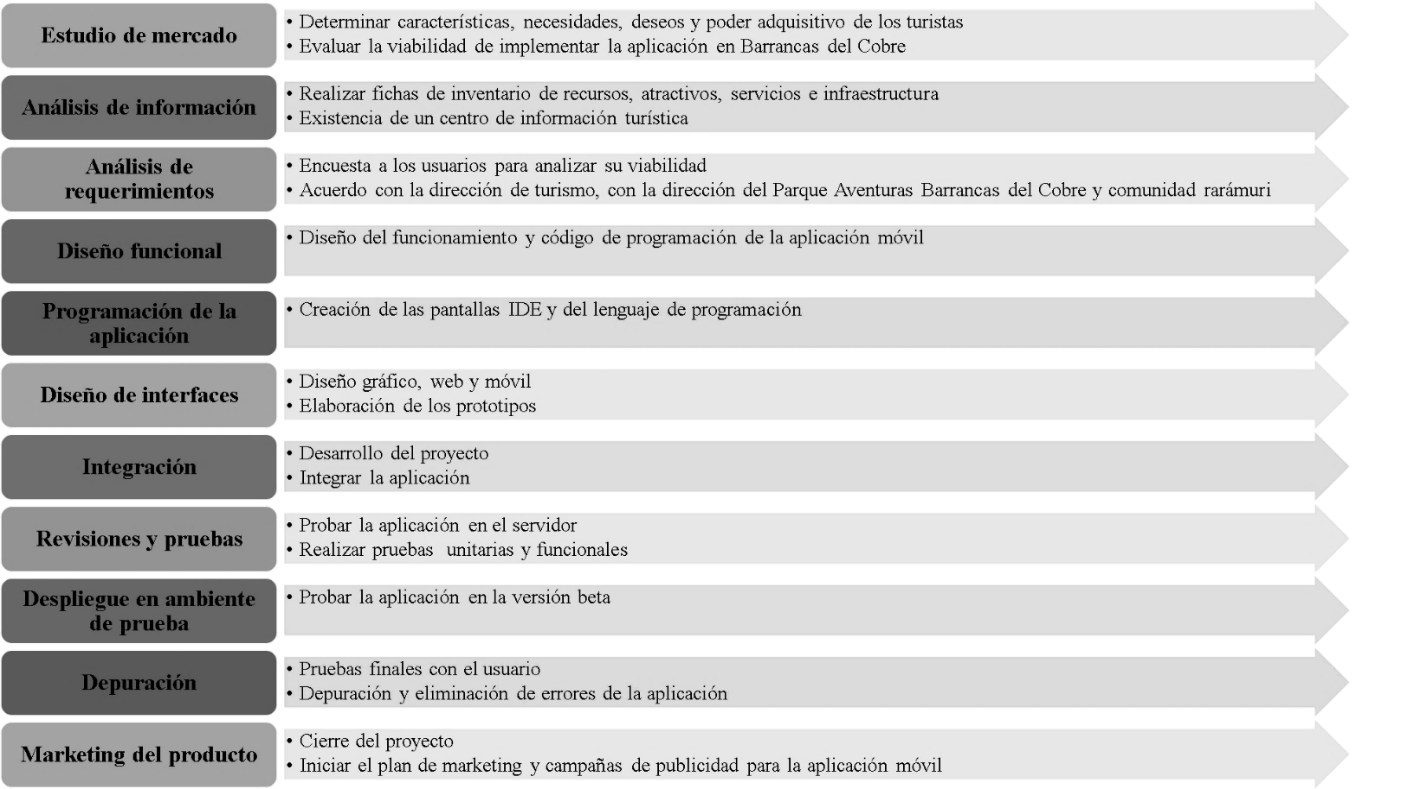 Estudio de mercado
• Determinar características, necesidades, deseos y poder adquisitivo de los turistas
• Evaluar la viabilidad de implementar la aplicación en Barrancas del Cobre
Análisis de información
• Realizar fichas de inventario de recursos, atractivos, servicios e infraestructura
• Existencia de un centro de información turística
Análisis de
requerimientos
• Encuesta a los usuarios para analizar su viabilidad
• Acuerdo con la dirección de turismo, con la dirección del Parque Aventuras Barrancas del Cobre y comunidad rarámuri
Diseño funcional
• Diseño del funcionamiento y código de programación de la aplicación móvil
Programación de la
aplicación
• Creación de las pantallas IDE y del lenguaje de programación
Diseño de interfaces
• Diseño gráfico, web y móvil
• Elaboración de los prototipos
Integración
• Desarrollo del proyecto
• Integrar la aplicación
Revisiones y pruebas
• Probar la aplicación en el servidor
• Realizar pruebas unitarias y funcionales
Despliegue en ambiente
de prueba
• Probar la aplicación en la versión beta
Depuración
• Pruebas finales con el usuario
• Depuración y eliminación de errores de la aplicación
Marketing del producto
• Cierre del proyecto
• Iniciar el plan de marketing y campañas de publicidad para la aplicación móvil